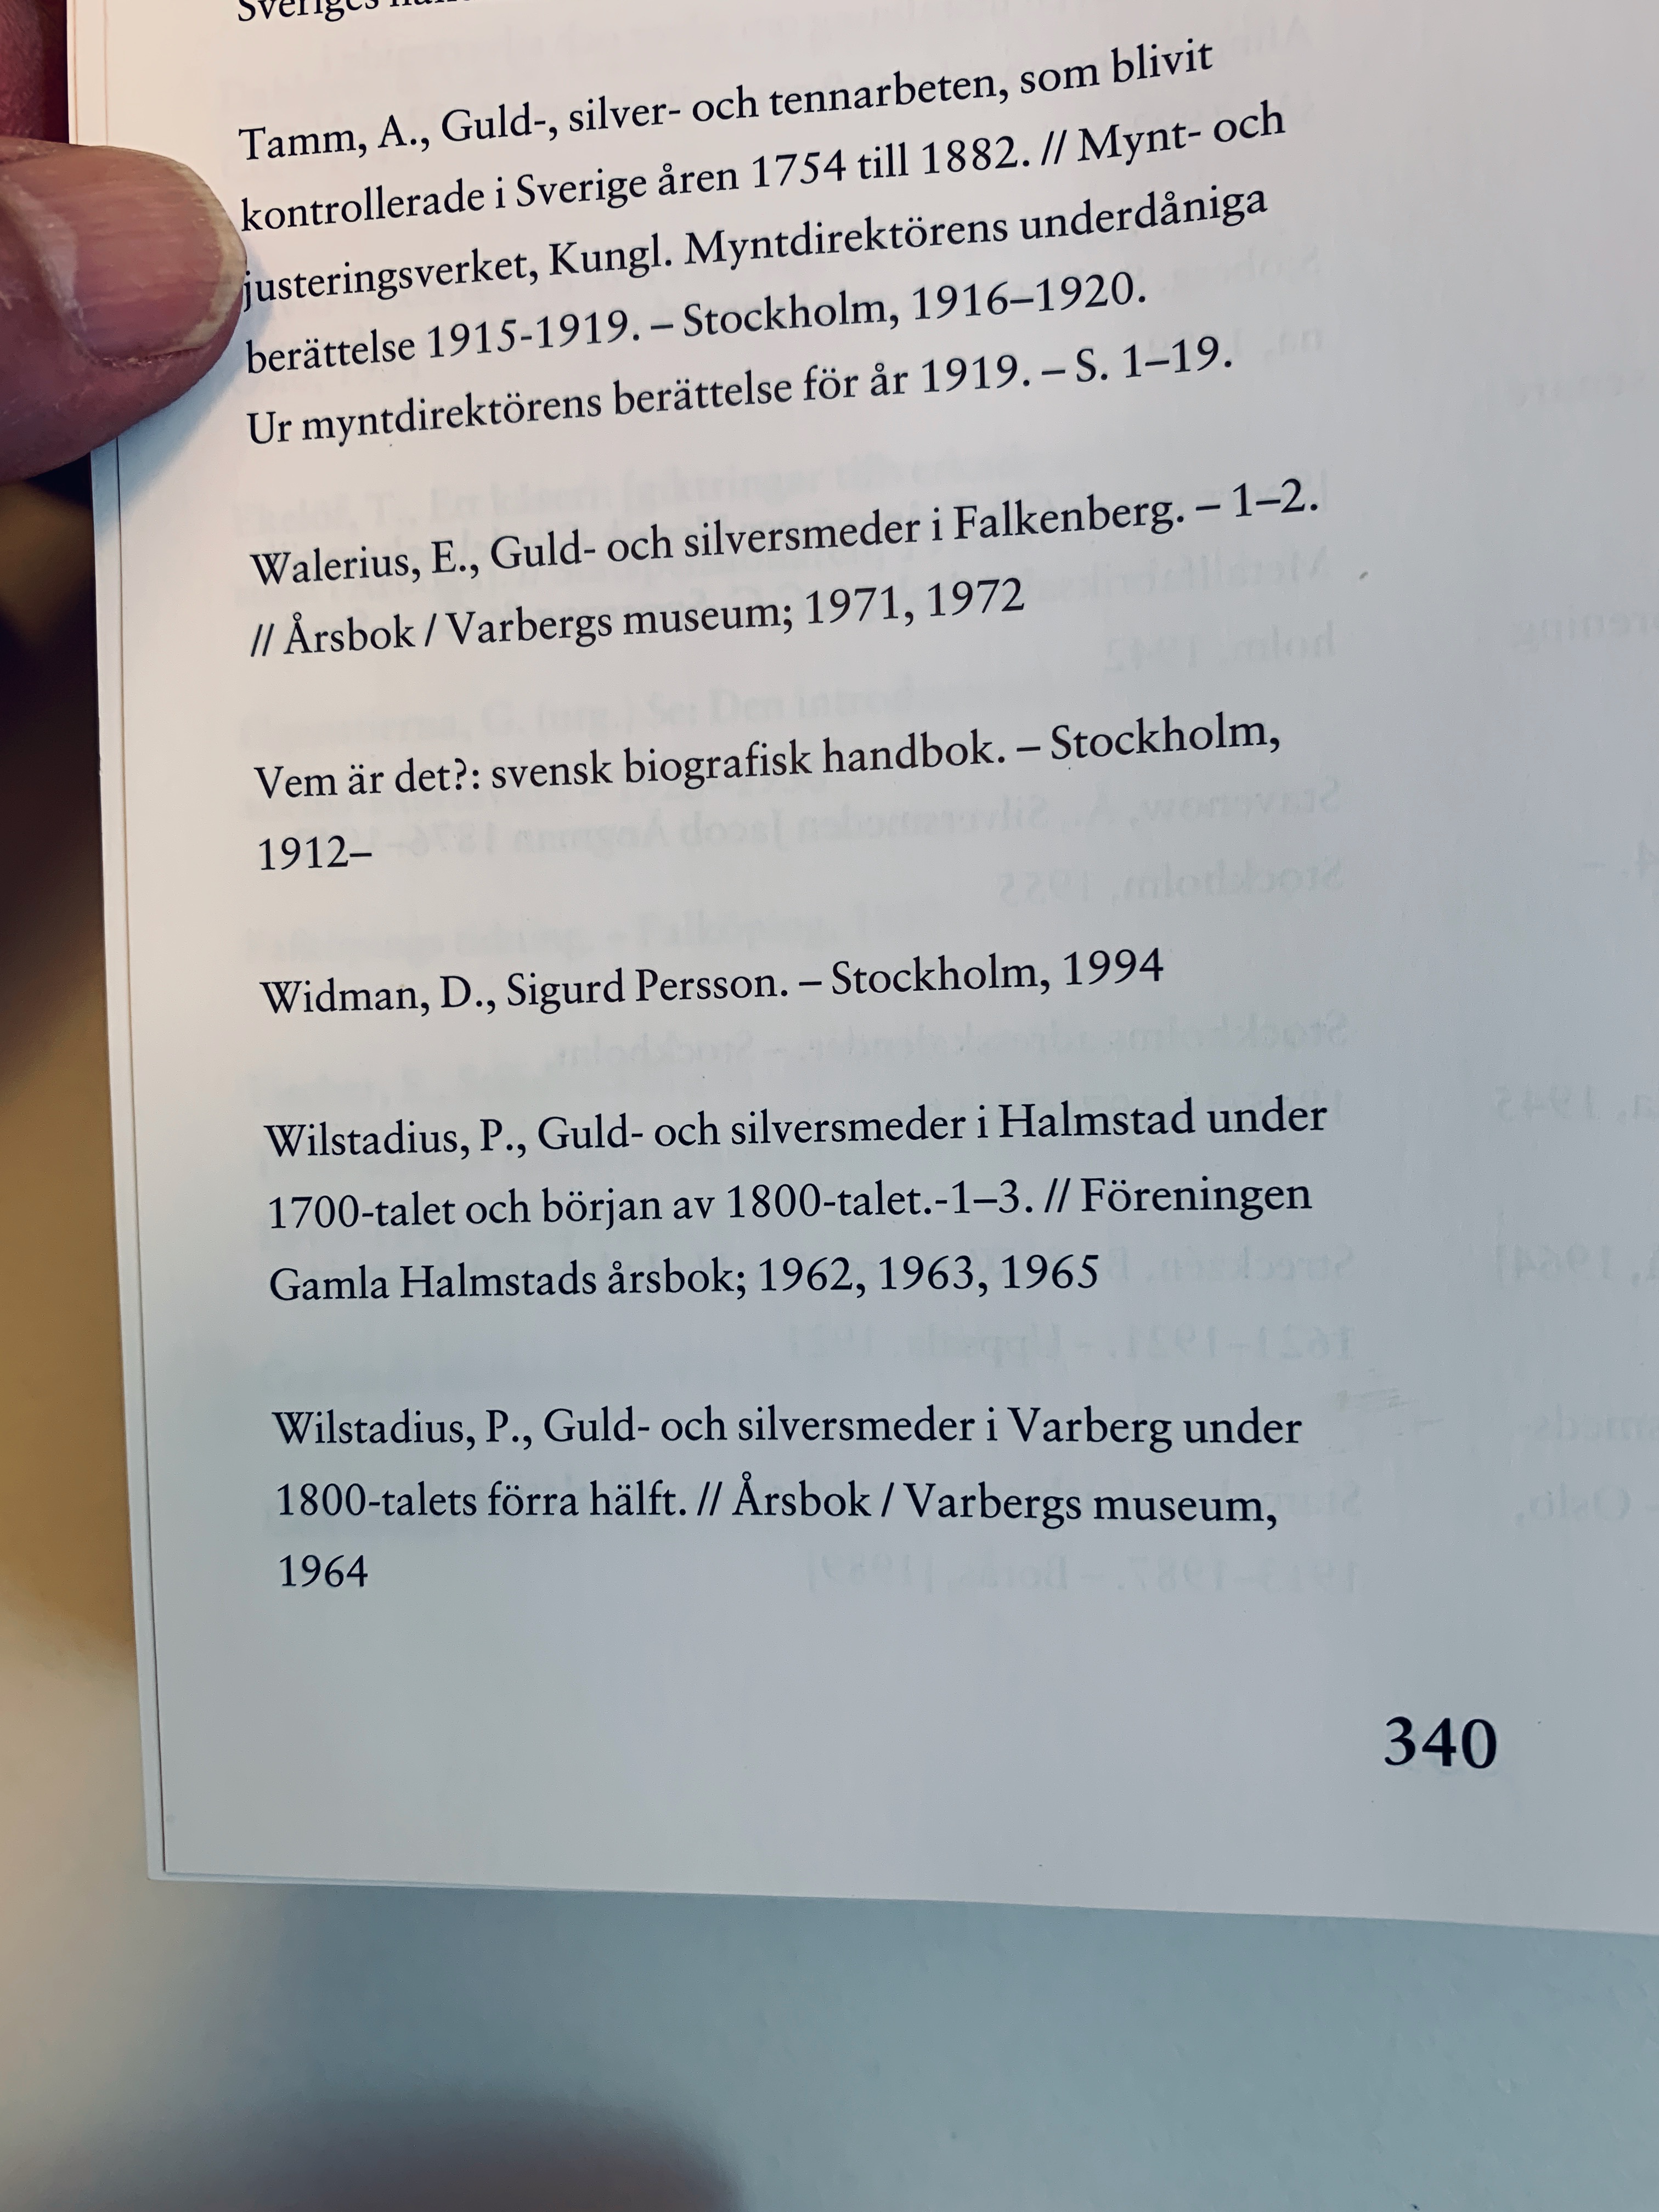 Sveriges
Tamm, A., Guld-, silver- och tennarbeten, som blivit
kontrollerade i Sverige åren 1754 till 1882. // Mynt- och
justeringsverket, Kungl. Myntdirektörens underdåniga
berättelse 1915-1919. – Stockholm, 1916–1920.
Ur myntdirektörens berättelse för år 1919. – S. 1–19.
Walerius, E., Guld- och silversmeder i Falkenberg. – 1–2.
// Årsbok / Varbergs museum; 1971, 1972
Vem är det?: svensk biografisk handbok. – Stockholm,
1912–
Widman, D., Sigurd Persson. – Stockholm, 1994
Wilstadius, P., Guld- och silversmeder i Halmstad under
1700-talet och början av 1800-talet.-1–3. // Föreningen
Gamla Halmstads årsbok; 1962, 1963, 1965
Wilstadius, P., Guld- och silversmeder i Varberg under
1800-talets förra hälft. // Årsbok / Varbergs museum,
1964
340